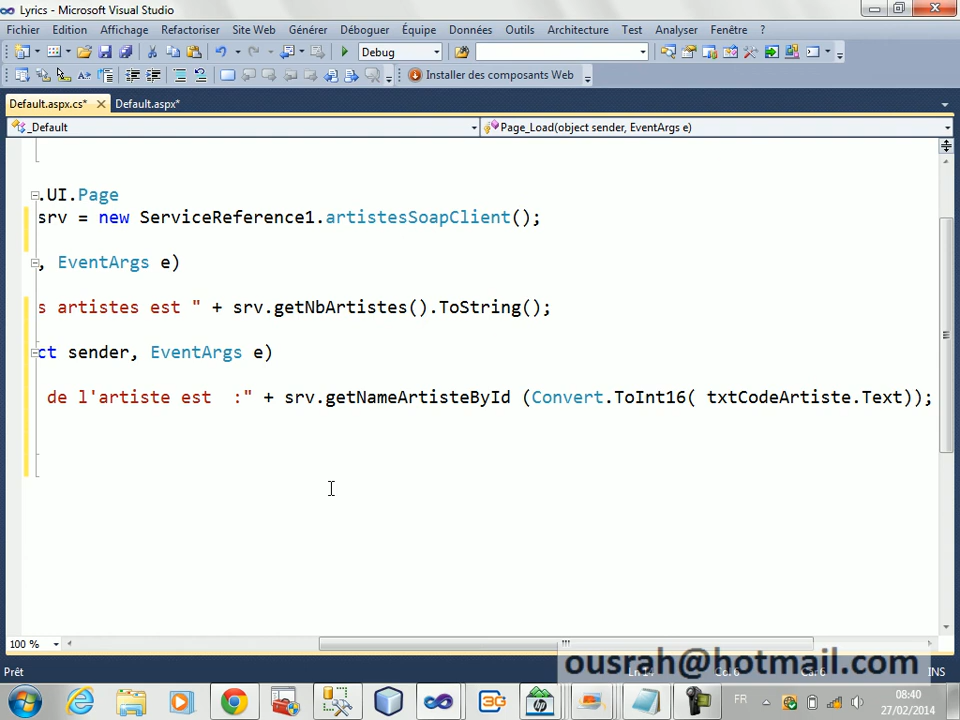 Lyrics - Microsoft Visual Studio
Fichier Edition Affichage Refactoriser Site Web Générer Déboguer Équipe Données Outils Architecture Test Analyser Fenêtre ?
Debug
Installer des composants Web
Default.aspx.cs* Default.aspx*
_Default Page_Load(object sender, EventArgs e)
.UI.Page
srv = new ServiceReference1.artistesSoapClient();
, EventArgs e)
s artistes est " + srv.getNbArtistes().ToString();
ct sender, EventArgs e)
de l'artiste est :" + srv.getNameArtisteById (Convert.ToInt16( txtCodeArtiste.Text));
100 %
Prêt INS
ousrah@hotmail.com
3G hp FR 08:40
27/02/2014